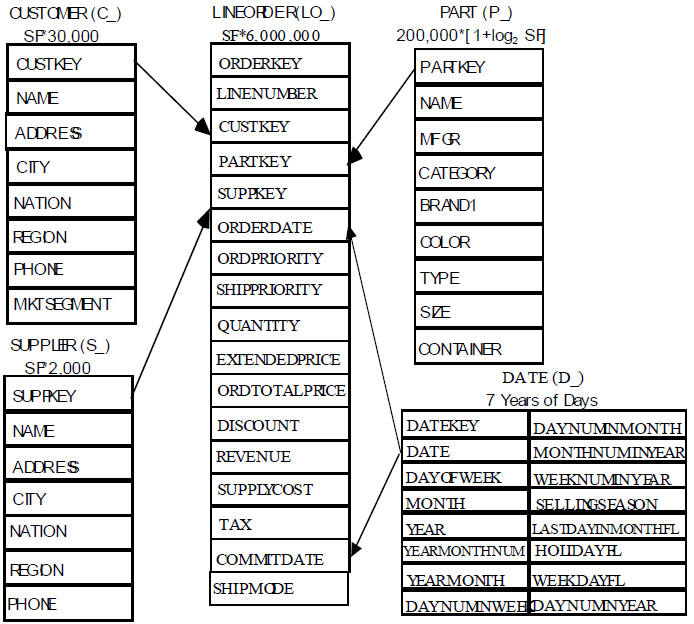 CUSTOMER (C_)
SF*30,000
CUSTKEY
NAME
ADDRESS
CITY
NATION
REGION
PHONE
MKTSEGMENT
SUPPLIER (S_)
SF*2,000
SUPPKEY
NAME
ADDRESS
CITY
NATION
REGION
PHONE
LINEORDER(LO_)
SF*6,000,000
ORDERKEY
LINENUMBER
CUSTKEY
PARTKEY
SUPPKEY
ORDERDATE
ORDPRIORITY
SHIPPRIORITY
QUANTITY
EXTENDEDPRICE
ORDTOTALPRICE
DISCOUNT
REVENUE
SUPPLYCOST
TAX
COMMITDATE
SHIPMODE
PART (P_)
200,000*[1+log₂ SF]
PARTKEY
NAME
MFGR
CATEGORY
BRAND1
COLOR
TYPE
SIZE
CONTAINER
DATE (D_)
7 Years of Days
DATEKEY DAYNUMINMONTH
DATE MONTHNUMINYEAR
DAYOFWEEK WEEKNUMINYEAR
MONTH SELLINGSEASON
YEAR LASTDAYINMONTHFL
YEARMONTHNUM HOLIDAYFL
YEARMONTH WEEKDAYFL
DAYNUMINWEEK DAYNUMINYEAR